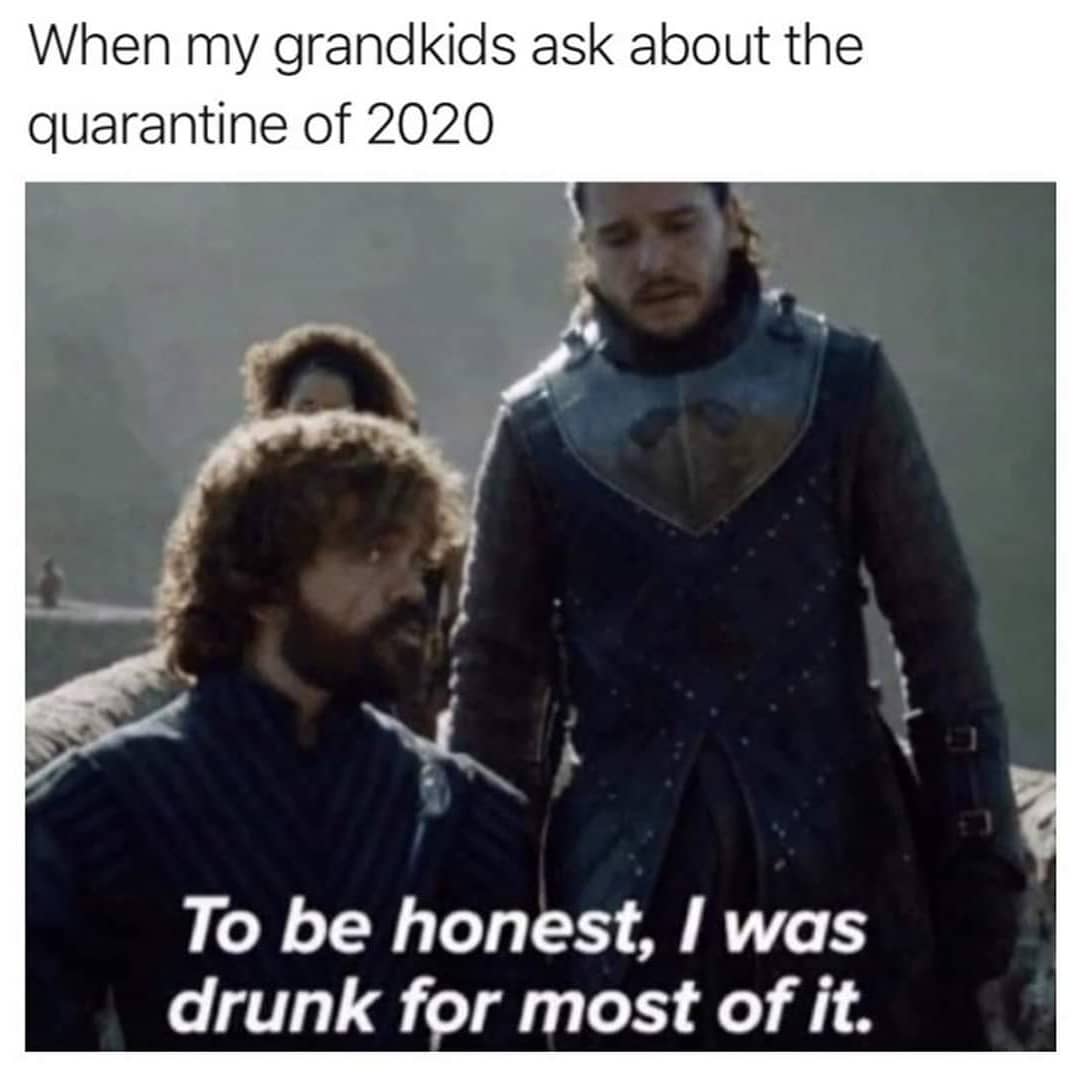 When my grandkids ask about the
quarantine of 2020
To be honest, I was
drunk for most of it.